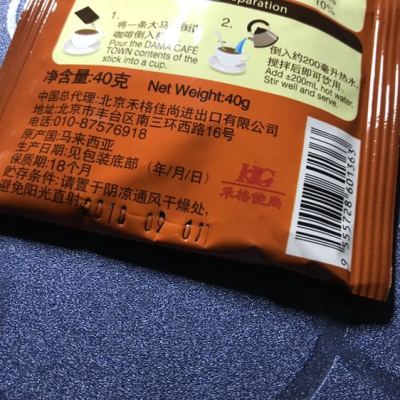 Preparation
10%
1.
将一条大马
咖啡倒入杯
Pour the DAMA CAFÉ
TOWN contents of the
stick into a cup.
2.
倒入约200毫升热水,
搅拌后即可饮用。
Add ±200mL hot water.
Stir well and serve.
净含量:40克 Net Weight:40g
中国总代理:北京禾格佳尚进出口有限公司
地址:北京市丰台区南三环西路16号
电话:010-87576918
原产国:马来西亚
生产日期:见包装底部 (年/月/日)
保质期:18个月
贮存条件:请置于阴凉通风干燥处,
避免阳光直射
2018 09 01
HG
禾格佳尚
9 555728 601363